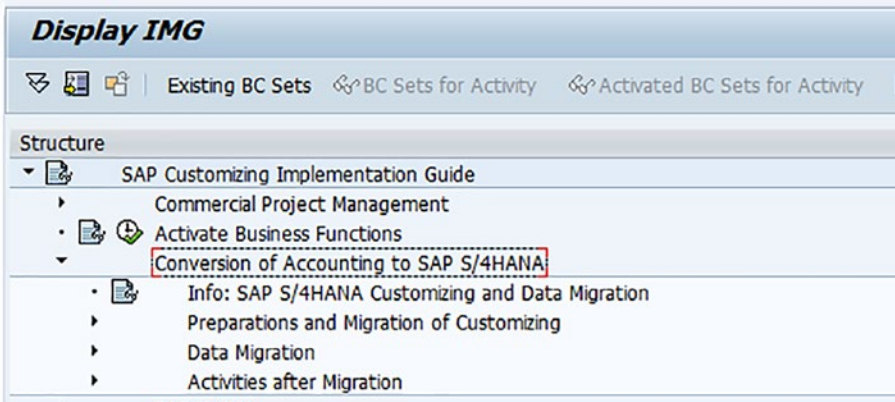 Display IMG
Existing BC Sets BC Sets for Activity Activated BC Sets for Activity
Structure
SAP Customizing Implementation Guide
Commercial Project Management
Activate Business Functions
Conversion of Accounting to SAP S/4HANA
Info: SAP S/4HANA Customizing and Data Migration
Preparations and Migration of Customizing
Data Migration
Activities after Migration